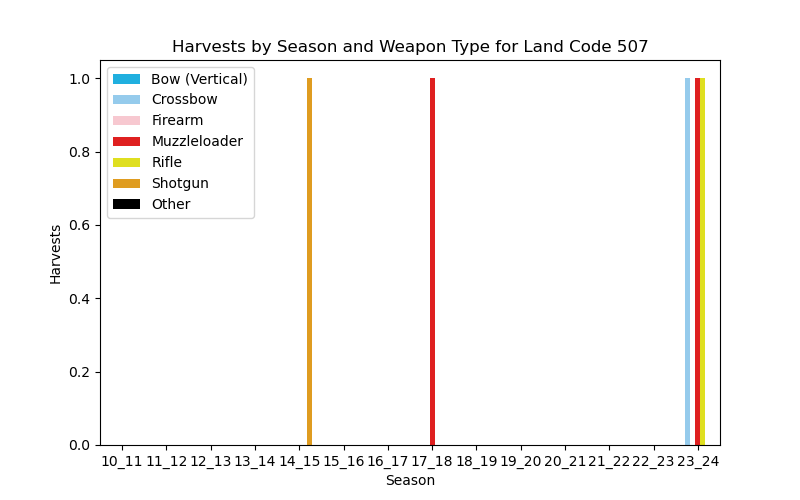 Harvests by Season and Weapon Type for Land Code 507
Bow (Vertical)
Crossbow
Firearm
Muzzleloader
Rifle
Shotgun
Other
Harvests
1.0
0.8
0.6
0.4
0.2
0.0
10_11 11_12 12_13 13_14 14_15 15_16 16_17 17_18 18_19 19_20 20_21 21_22 22_23 23_24
Season